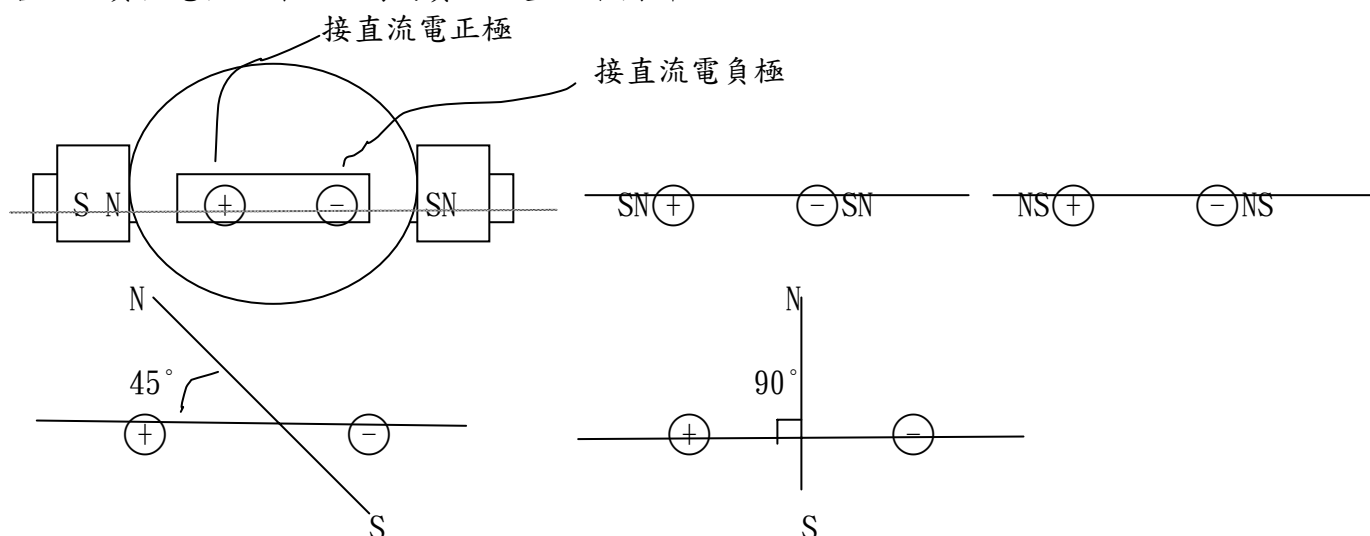 接直流電正極
接直流電負極
S N + − SN
SN + − SN
NS + − NS
N
45°
+ −
S
N
90°
+ −
S